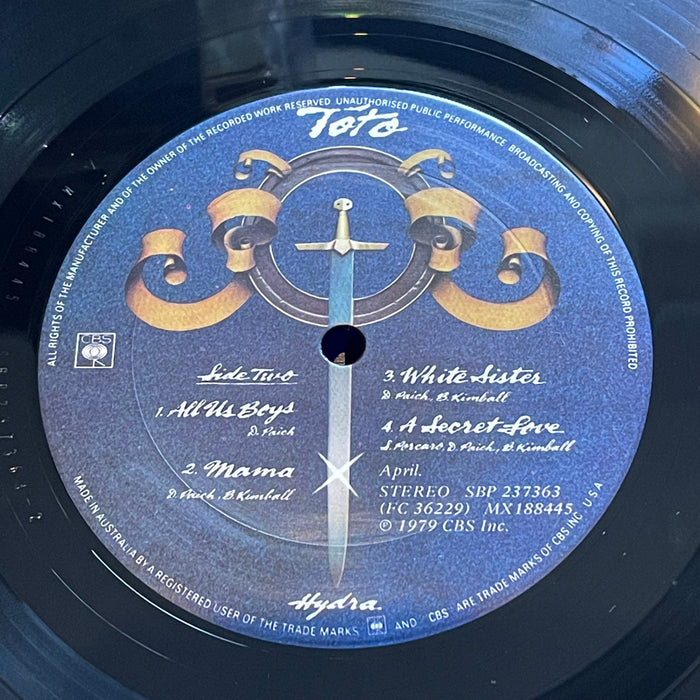 ALL RIGHTS OF THE MANUFACTURER AND OF THE OWNER OF THE RECORDED WORK RESERVED UNAUTHORISED PUBLIC PERFORMANCE BROADCASTING AND COPYING OF THIS RECORD PROHIBITED
Toto
CBS
Side Two
1. All Us Boys
D. Paich
2. Mama
D. Paich, B. Kimball
3. White Sister
D. Paich, B. Kimball
4. A Secret Love
S. Porcaro, D. Paich, B. Kimball
April.
STEREO SBP 237363
(FC 36229) MX188445
℗ 1979 CBS Inc.
Hydra
MADE IN AUSTRALIA BY A REGISTERED USER OF THE TRADE MARKS AND CBS ARE TRADE MARKS OF CBS INC. U S A
MX188445